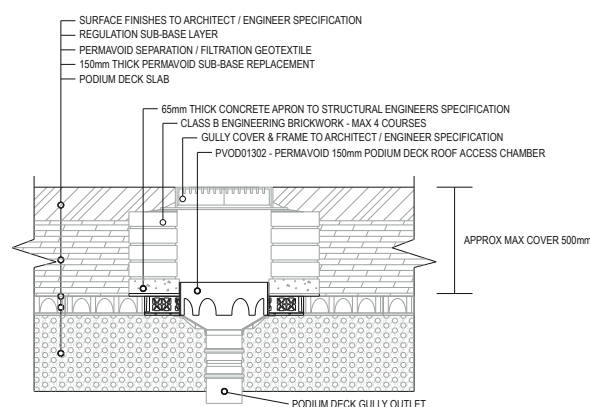 SURFACE FINISHES TO ARCHITECT / ENGINEER SPECIFICATION
REGULATION SUB-BASE LAYER
PERMAVOID SEPARATION / FILTRATION GEOTEXTILE
150mm THICK PERMAVOID SUB-BASE REPLACEMENT
PODIUM DECK SLAB
65mm THICK CONCRETE APRON TO STRUCTURAL ENGINEERS SPECIFICATION
CLASS B ENGINEERING BRICKWORK - MAX 4 COURSES
GULLY COVER & FRAME TO ARCHITECT / ENGINEER SPECIFICATION
PVOD01302 - PERMAVOID 150mm PODIUM DECK ROOF ACCESS CHAMBER
APPROX MAX COVER 500mm
PODIUM DECK GULLY OUTLET